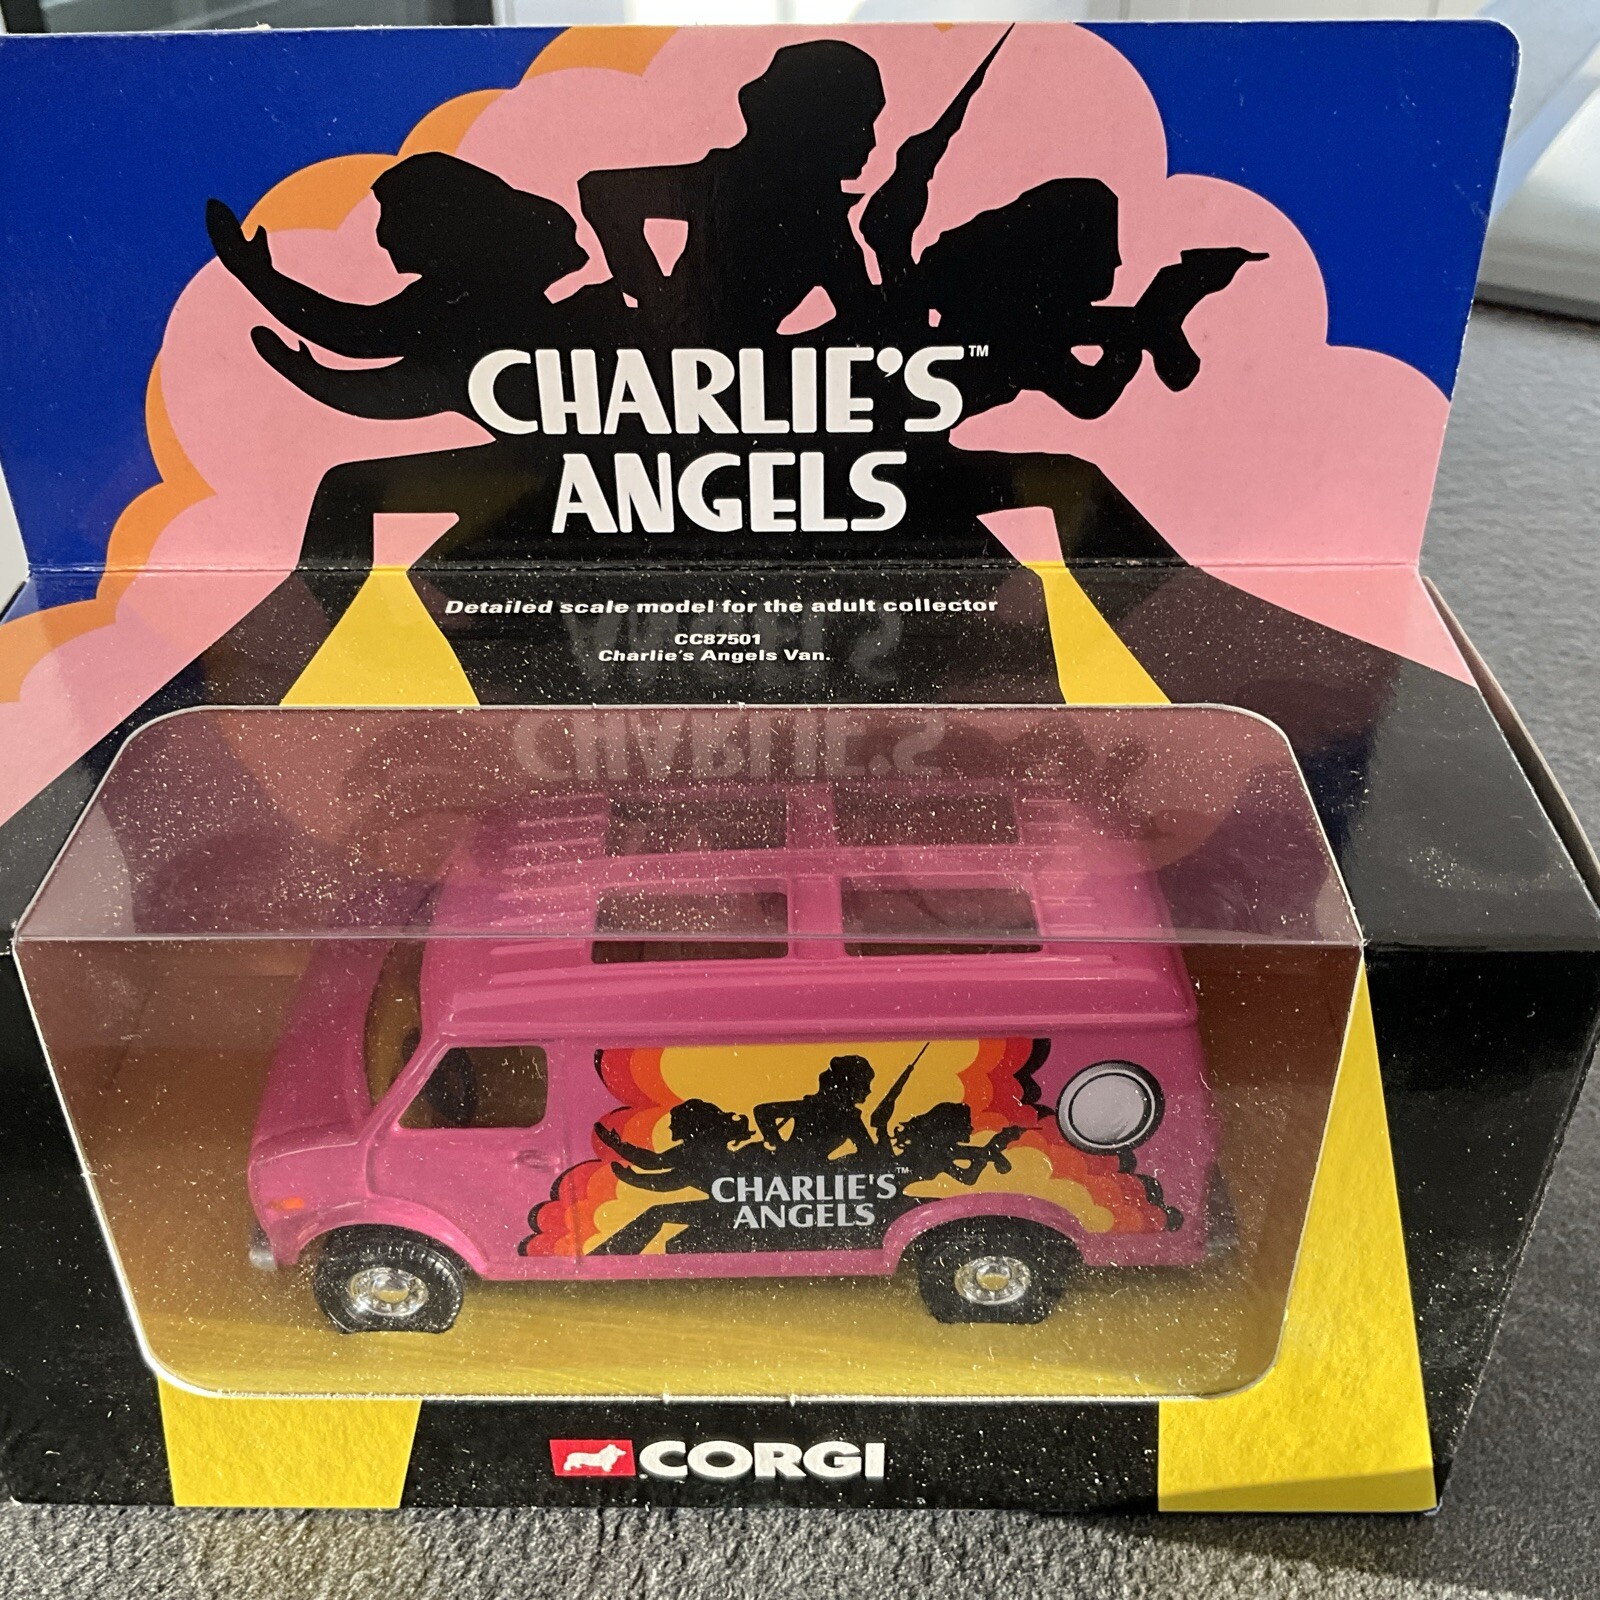 CHARLIE'S™
ANGELS
Detailed scale model for the adult collector
CC87501
Charlie's Angels Van.
CHARLIE'S™
ANGELS
CORGI